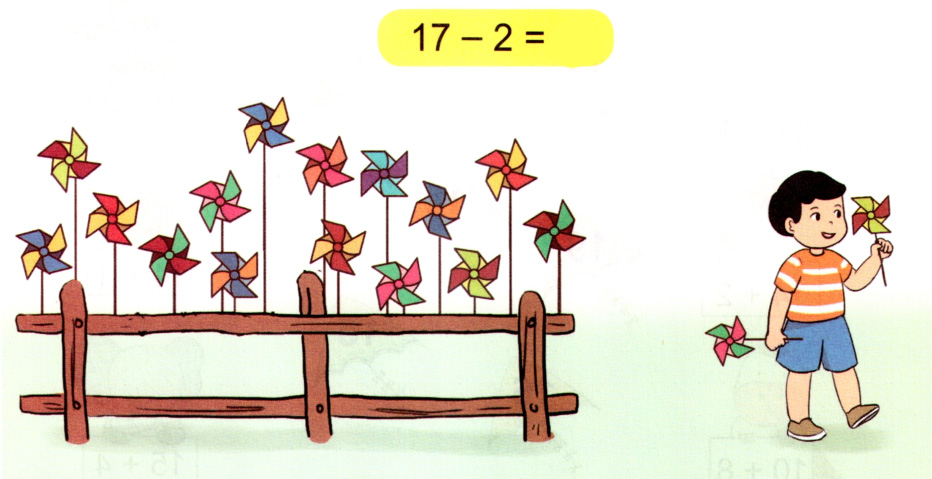 17 – 2 =